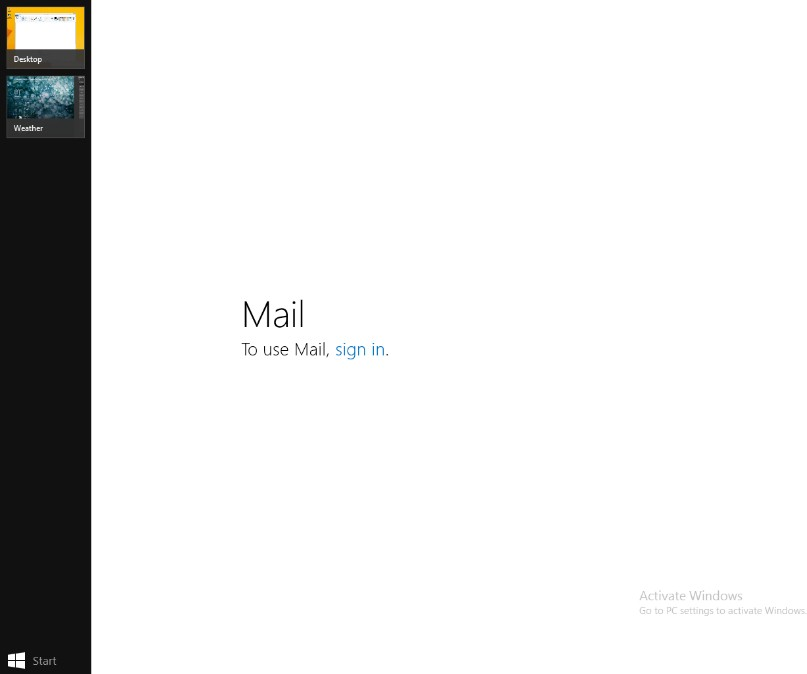 Desktop
Weather
Mail
To use Mail, sign in.
Activate Windows
Go to PC settings to activate Windows.
Start